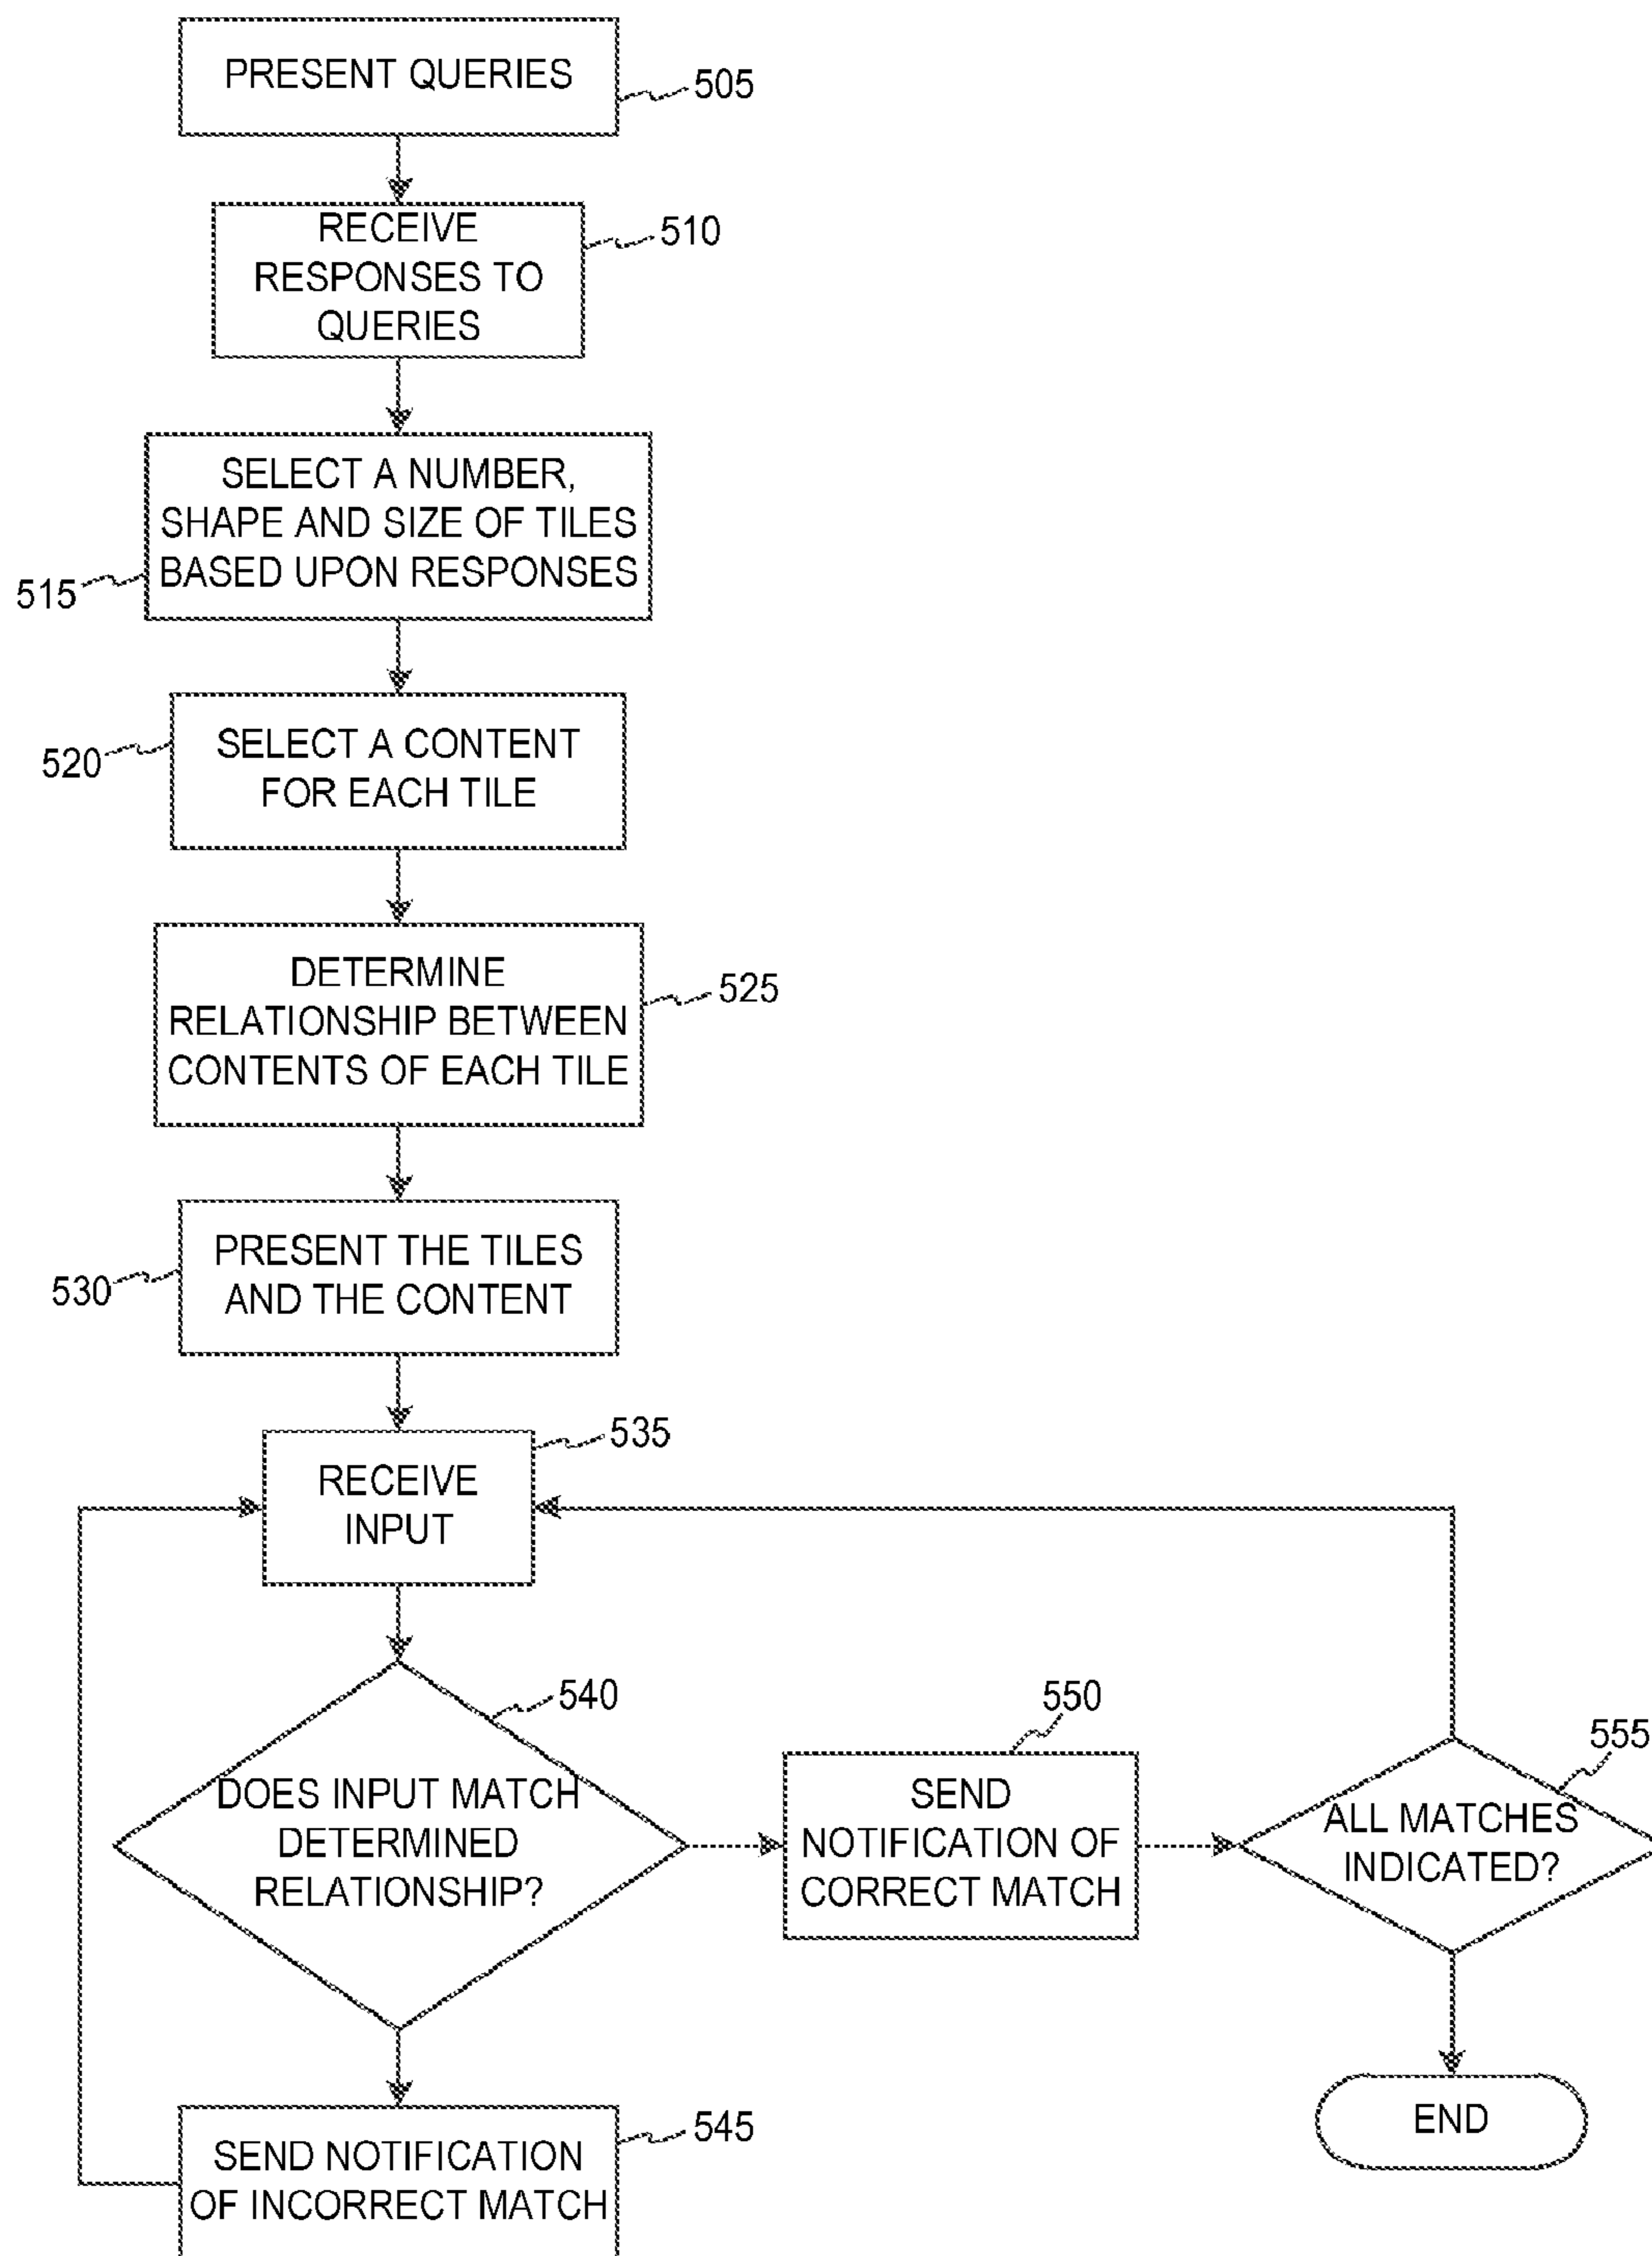 PRESENT QUERIES
505
RECEIVE
RESPONSES TO
QUERIES
510
SELECT A NUMBER,
SHAPE AND SIZE OF TILES
BASED UPON RESPONSES
515
SELECT A CONTENT
FOR EACH TILE
520
DETERMINE
RELATIONSHIP BETWEEN
CONTENTS OF EACH TILE
525
PRESENT THE TILES
AND THE CONTENT
530
RECEIVE
INPUT
535
DOES INPUT MATCH
DETERMINED
RELATIONSHIP?
540
SEND
NOTIFICATION OF
CORRECT MATCH
550
ALL MATCHES
INDICATED?
555
SEND NOTIFICATION
OF INCORRECT MATCH
545
END